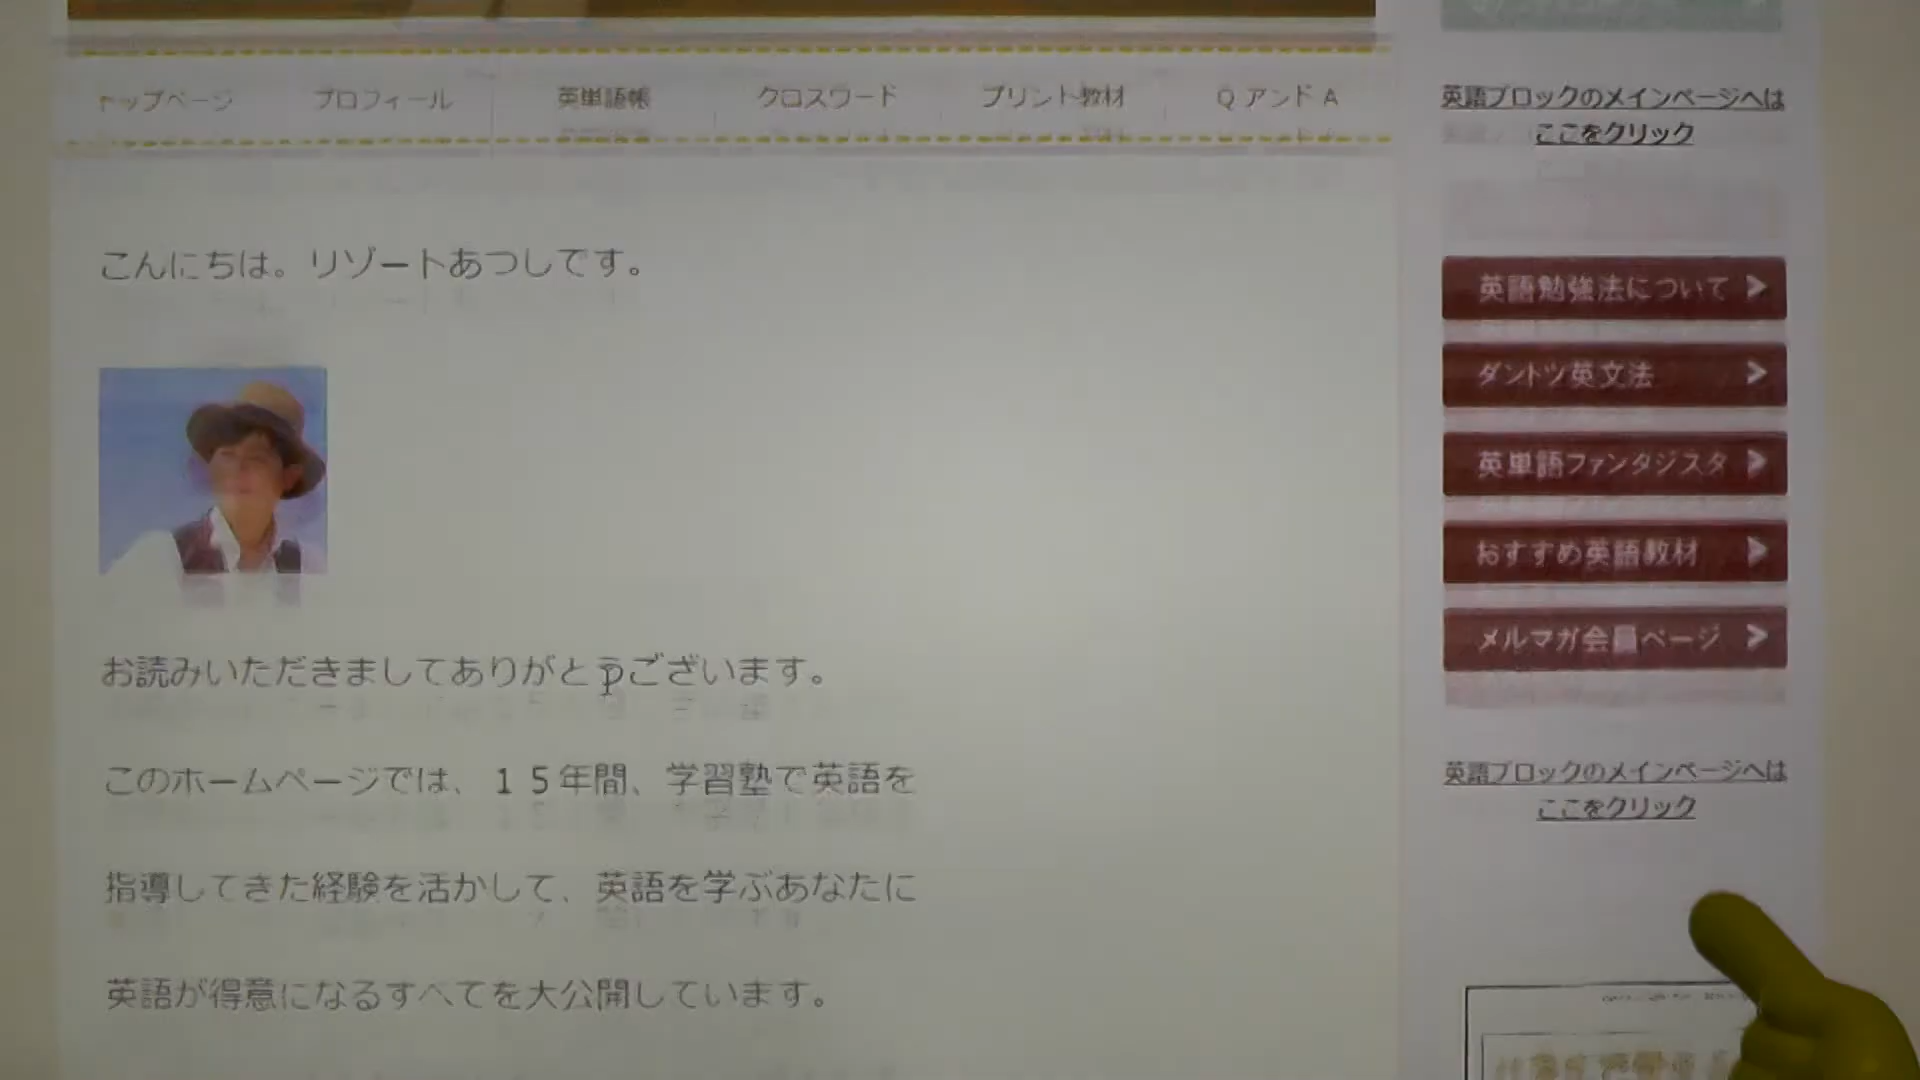 トップページ
プロフィール
英単語帳
クロスワード
プリント教材
Q アンド A
こんにちは。リゾートあつしです。
お読みいただきましてありがとうございます。
このホームページでは、１５年間、学習塾で英語を
指導してきた経験を活かして、英語を学ぶあなたに
英語が得意になるすべてを大公開しています。
英語ブロックのメインページへは
ここをクリック
英語勉強法について
ダントツ英文法
英単語ファンタジスタ
おすすめ英語教材
メルマガ会員ページ
英語ブロックのメインページへは
ここをクリック